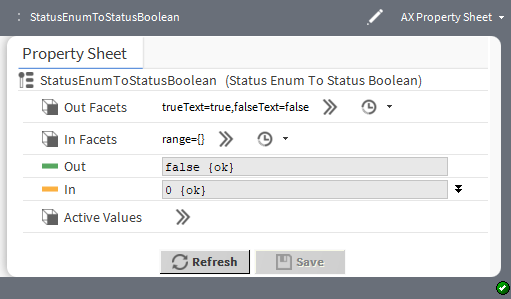 : StatusEnumToStatusBoolean AX Property Sheet
Property Sheet
StatusEnumToStatusBoolean (Status Enum To Status Boolean)
Out Facets trueText=true,falseText=false
In Facets range={}
Out false {ok}
In 0 {ok}
Active Values
Refresh Save